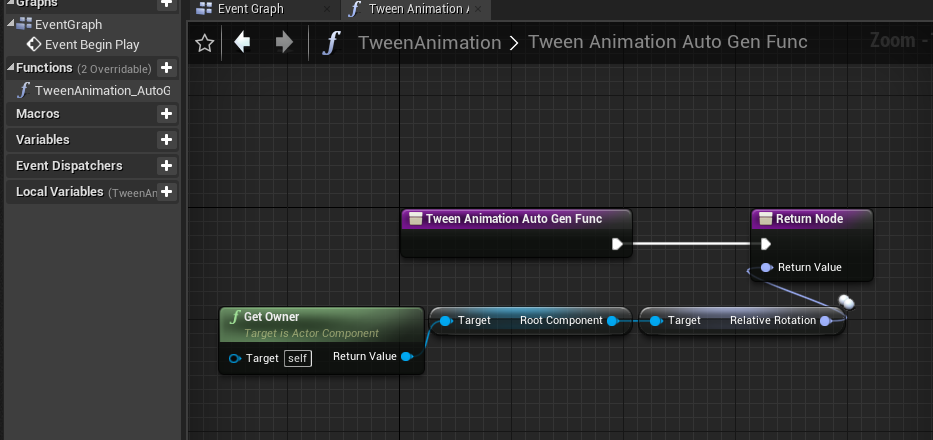 Graphs
Event Graph
Tween Animation A
EventGraph
Event Begin Play
TweenAnimation > Tween Animation Auto Gen Func
Zoom -
Functions (2 Overridable)
TweenAnimation_AutoG
Macros
Variables
Event Dispatchers
Local Variables (TweenAn
Tween Animation Auto Gen Func
Return Node
Return Value
Get Owner
Target is Actor Component
Target self
Return Value
Target Root Component
Target Relative Rotation